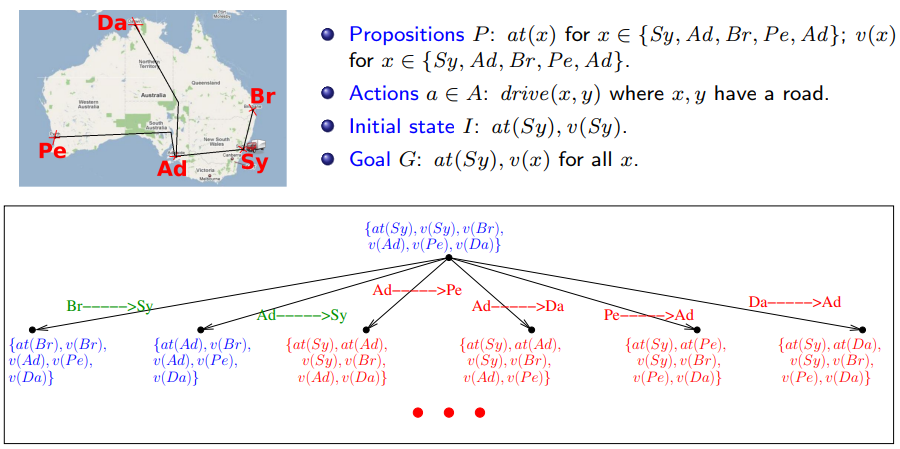 Da
Br
Pe
Ad
Sy
Northern
Territory
Queensland
Western
Australia
Australia
South
Australia
New South
Wales
Victoria
Melbourne
Propositions P: at(x) for x ∈ {Sy, Ad, Br, Pe, Ad}; v(x)
for x ∈ {Sy, Ad, Br, Pe, Ad}.
Actions a ∈ A: drive(x, y) where x, y have a road.
Initial state I: at(Sy), v(Sy).
Goal G: at(Sy), v(x) for all x.
{at(Sy), v(Sy), v(Br),
v(Ad), v(Pe), v(Da)}
Br----->Sy
Ad----->Sy
Ad----->Pe
Ad----->Da
Pe----->Ad
Da----->Ad
{at(Br), v(Br),
v(Ad), v(Pe),
v(Da)}
{at(Ad), v(Br),
v(Ad), v(Pe),
v(Da)}
{at(Sy), at(Ad),
v(Sy), v(Br),
v(Ad), v(Da)}
{at(Sy), at(Ad),
v(Sy), v(Br),
v(Ad), v(Pe)}
{at(Sy), at(Pe),
v(Sy), v(Br),
v(Pe), v(Da)}
{at(Sy), at(Da),
v(Sy), v(Br),
v(Pe), v(Da)}